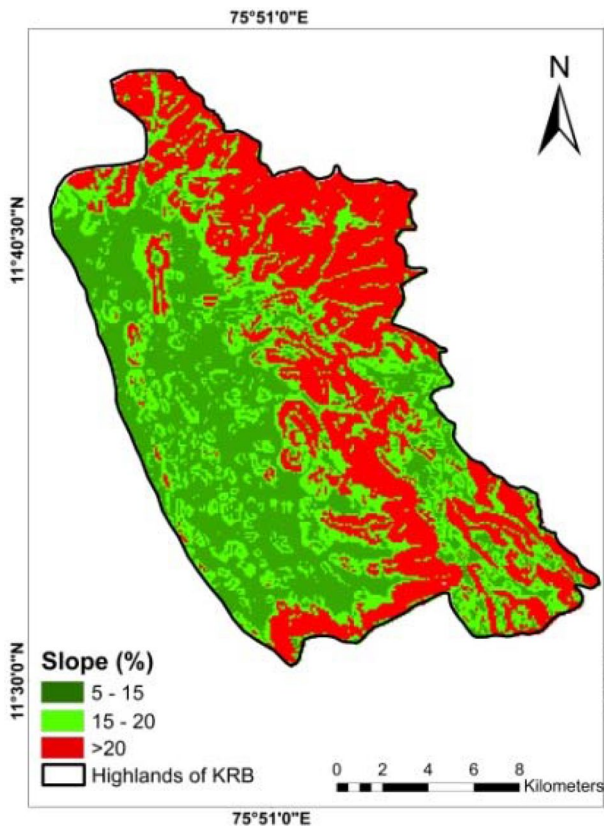 75°51'0"E
N
11°40'30"N
11°30'0"N
Slope (%)
5 - 15
15 - 20
>20
Highlands of KRB
0 2 4 6 8
Kilometers
75°51'0"E